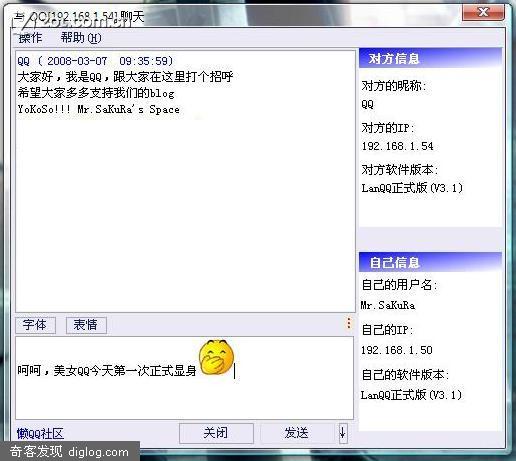 与 QQ[192.168.1.54]聊天
操作 帮助(H)
QQ ( 2008-03-07 09:35:59)
大家好，我是QQ，跟大家在这里打个招呼
希望大家多多支持我们的blog
YoKoSo!!! Mr.SaKuRa's Space
对方信息
对方的昵称:
QQ
对方的IP:
192.168.1.54
对方软件版本:
LanQQ正式版(V3.1)
自己信息
自己的用户名:
Mr.SaKuRa
自己的IP:
192.168.1.50
自己的软件版本:
LanQQ正式版(V3.1)
字体 表情
呵呵，美女QQ今天第一次正式显身
懒QQ社区 关闭 发送
奇客发现 diglog.com